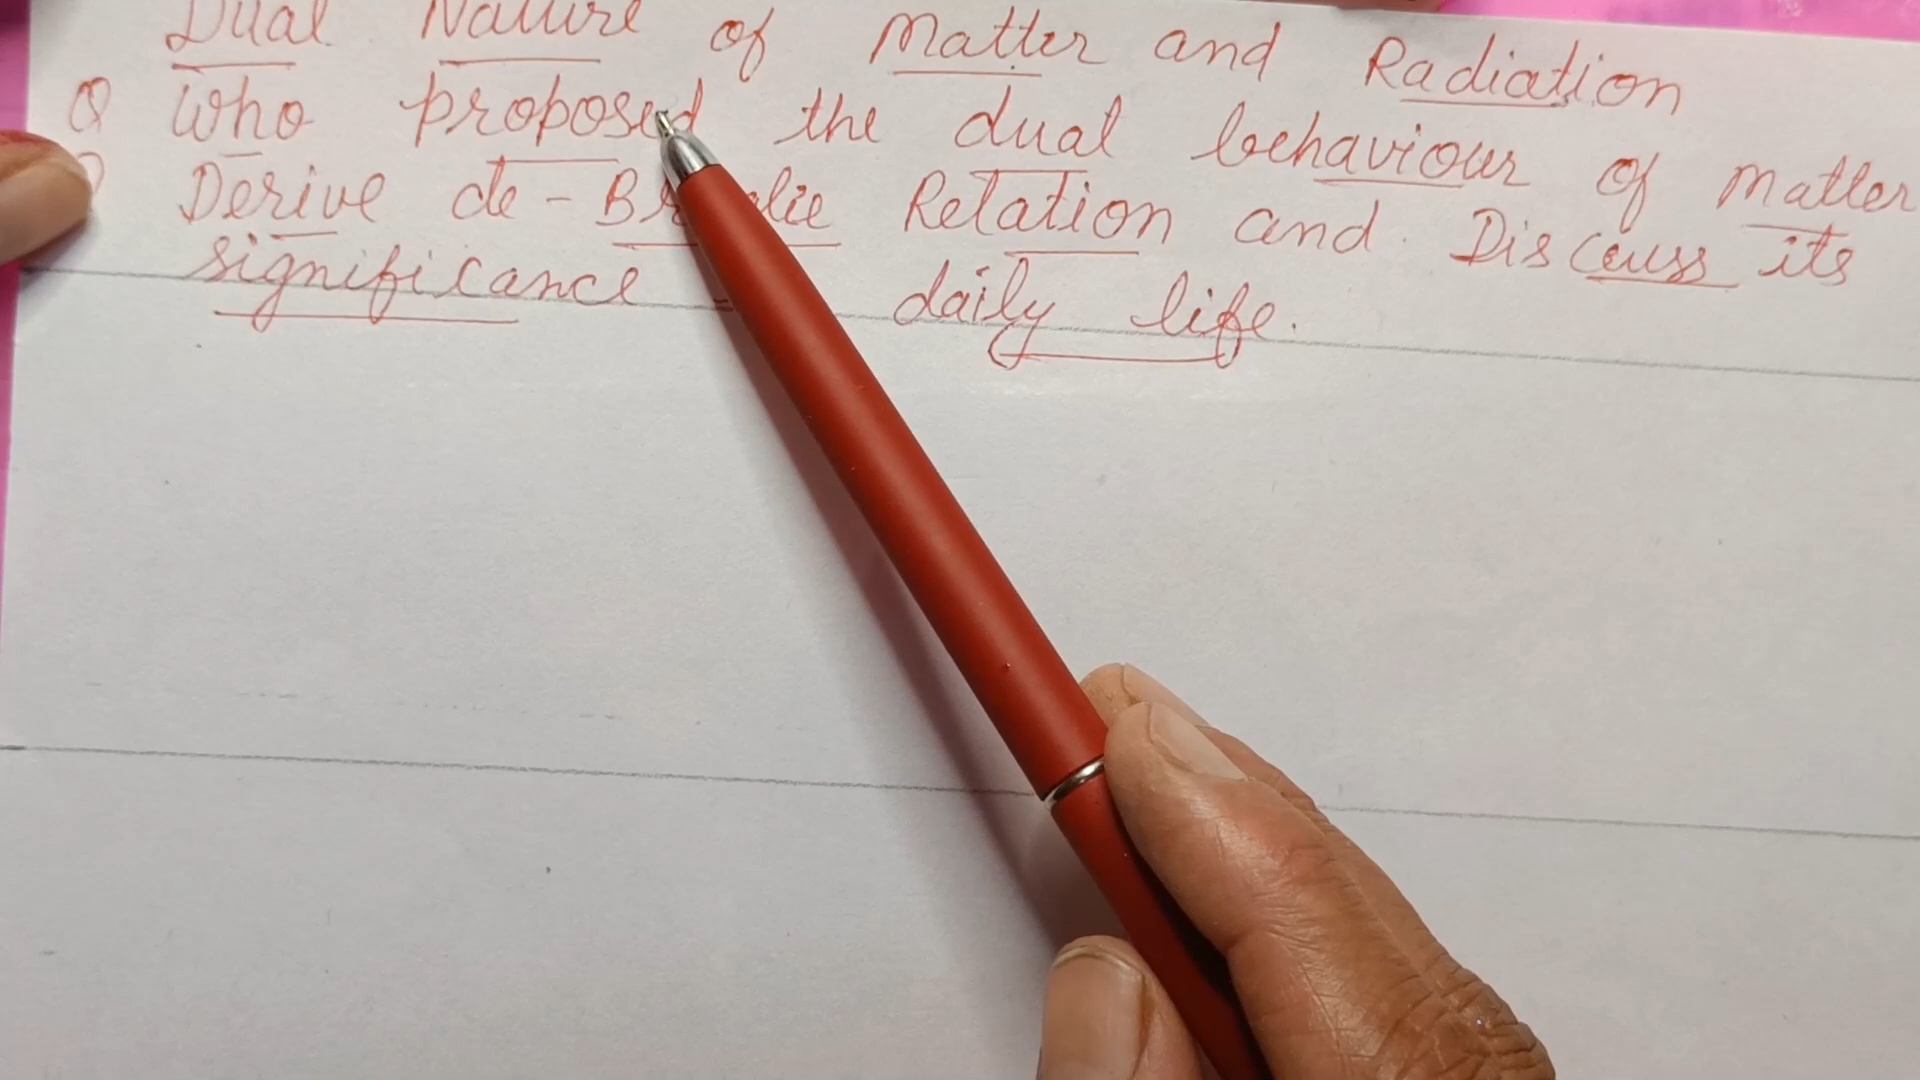 Dual Nature of Matter and Radiation
Q Who proposed the dual behaviour of matter
Derive de-Broglie Relation and Discuss its
significance daily life.